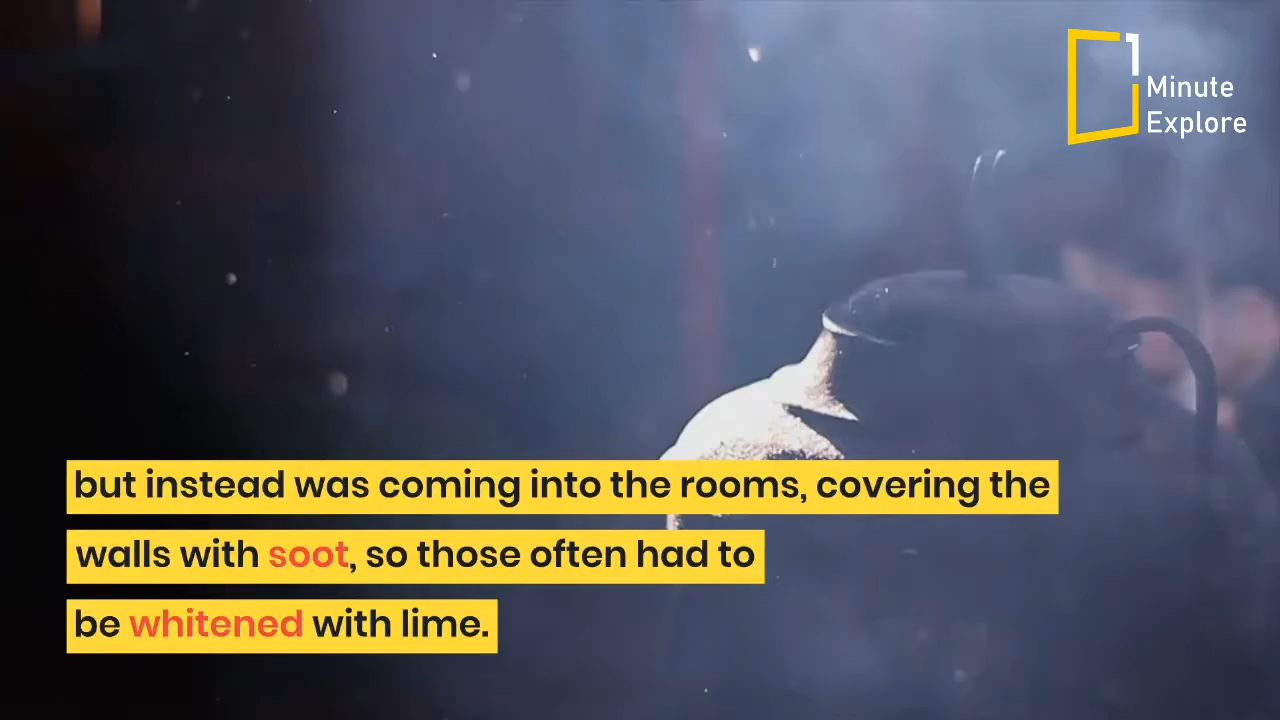 1 Minute
Explore
but instead was coming into the rooms, covering the
walls with soot, so those often had to
be whitened with lime.